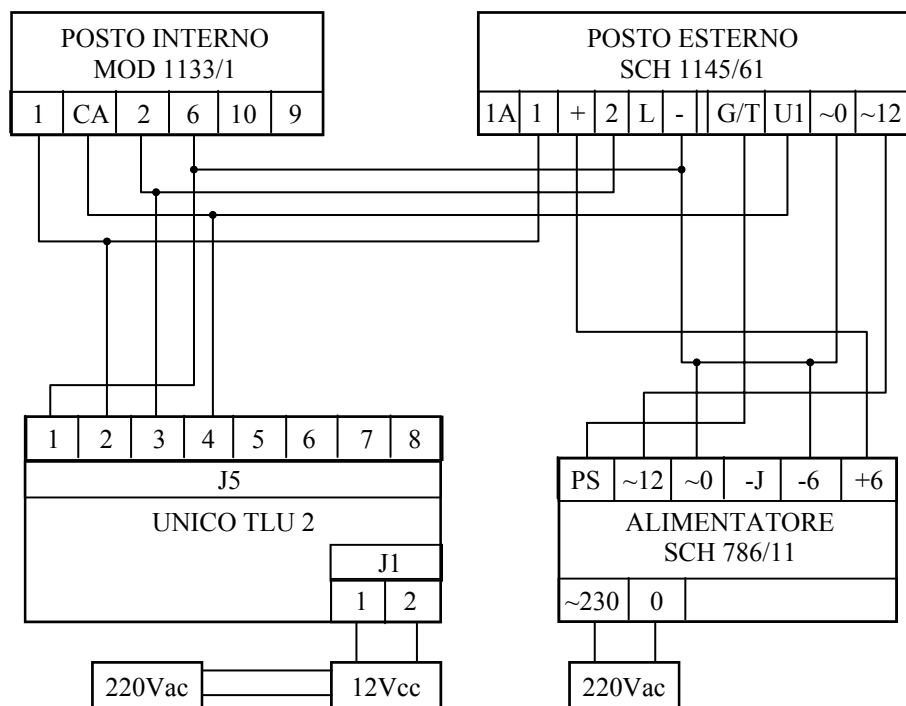 POSTO INTERNO
MOD 1133/1
1 CA 2 6 10 9
POSTO ESTERNO
SCH 1145/61
1A 1 + 2 L - G/T U1 ~0 ~12
1 2 3 4 5 6 7 8
J5
UNICO TLU 2
J1
1 2
220Vac
12Vcc
PS ~12 ~0 -J -6 +6
ALIMENTATORE
SCH 786/11
~230 0
220Vac